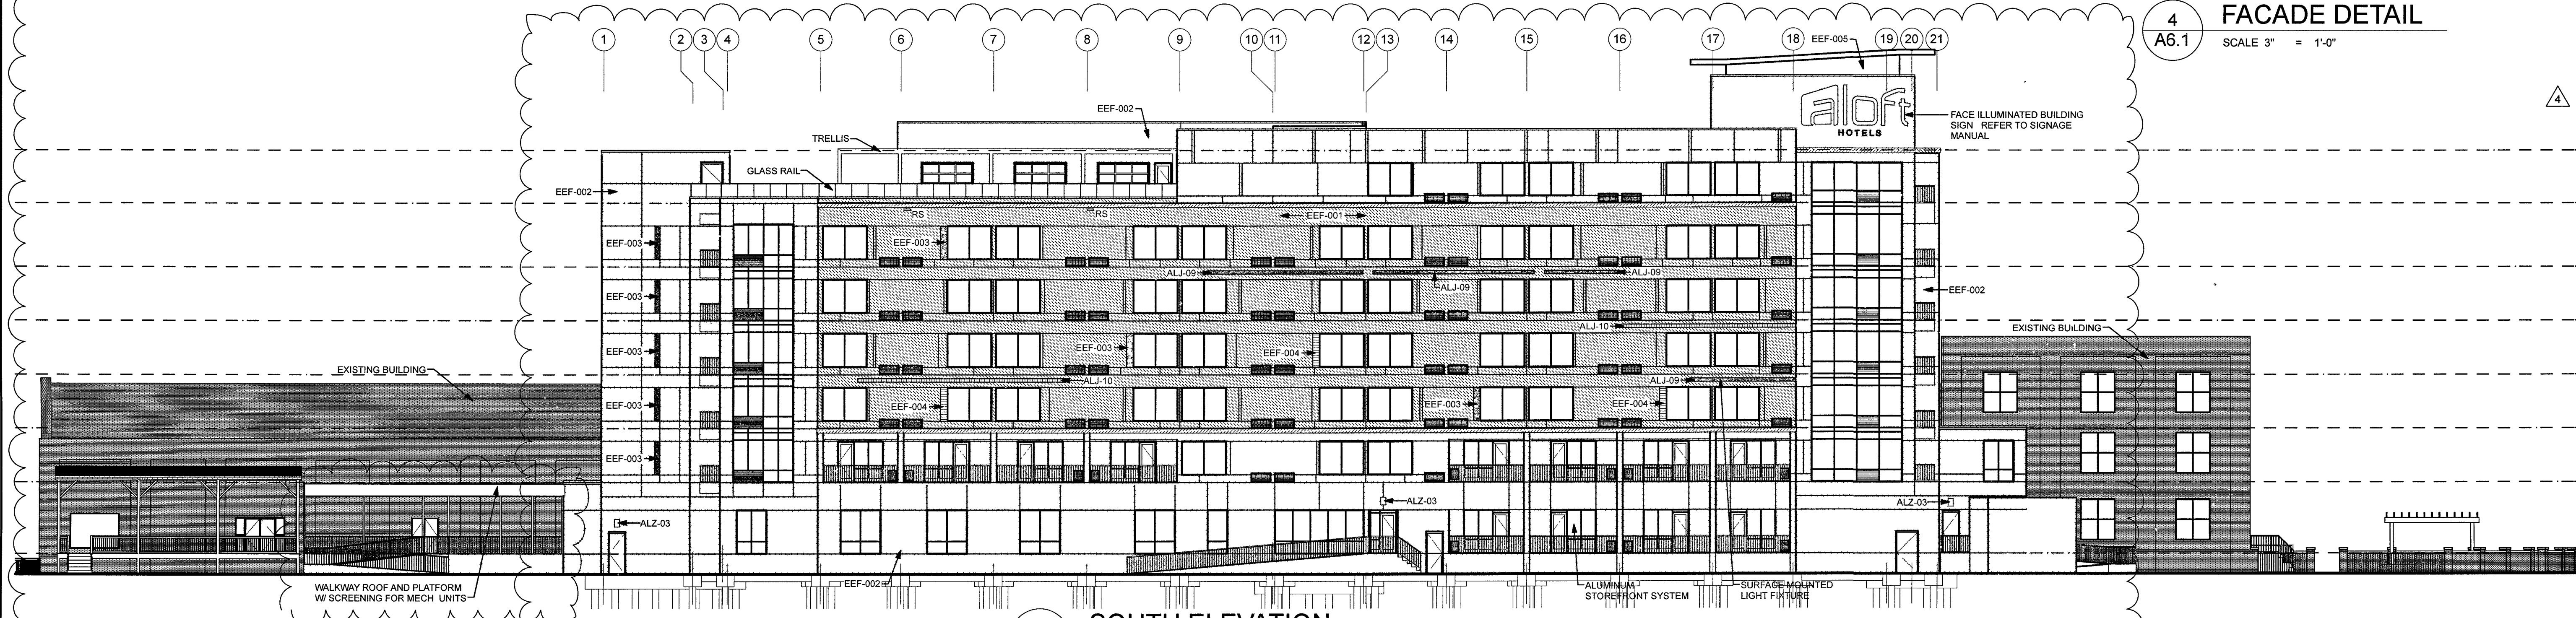 4
A6.1
FACADE DETAIL
SCALE 3" = 1'-0"
4
1 2 3 4 5 6 7 8 9 10 11 12 13 14 15 16 17 18 19 20 21
EEF-005
aloft
HOTELS
FACE ILLUMINATED BUILDING
SIGN REFER TO SIGNAGE
MANUAL
EEF-002
TRELLIS
GLASS RAIL
EEF-002
RS
RS
EEF-001
EEF-003
EEF-003
ALJ-09
ALJ-09
ALJ-09
EEF-003
EEF-002
ALJ-10
EXISTING BUILDING
EEF-003
EEF-003
EEF-004
EXISTING BUILDING
ALJ-10
ALJ-09
EEF-003
EEF-004
EEF-003
EEF-004
EEF-003
ALZ-03
ALZ-03
ALZ-03
EEF-002
WALKWAY ROOF AND PLATFORM
W/ SCREENING FOR MECH UNITS
ALUMINUM
STOREFRONT SYSTEM
SURFACE MOUNTED
LIGHT FIXTURE
SOUTH ELEVATION